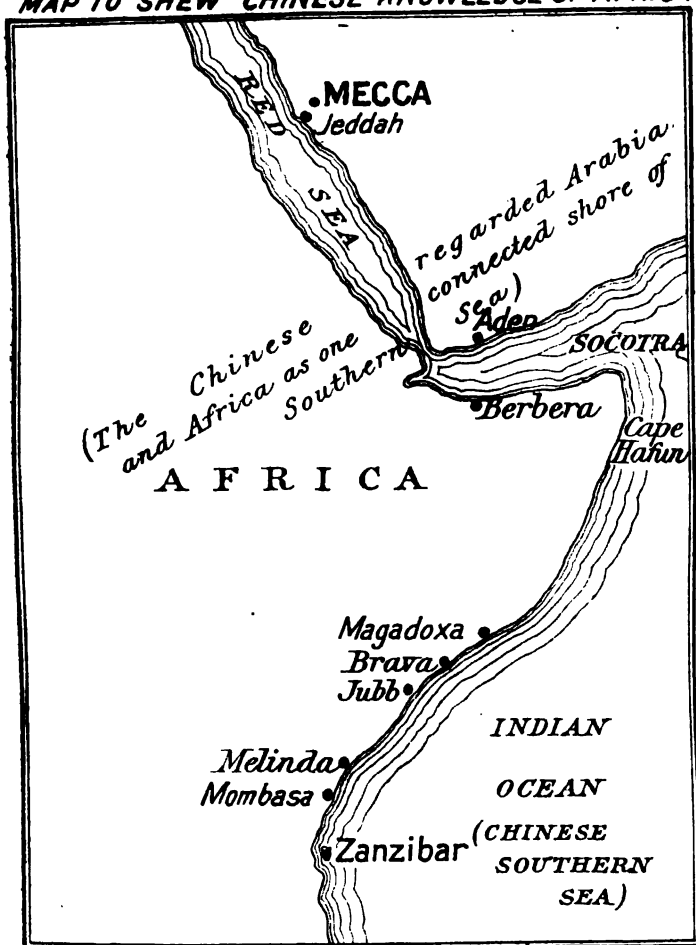 MAP TO SHEW CHINESE KNOWLEDGE OF AFRICA
RED
SEA
MECCA
Jeddah
(The Chinese regarded Arabia
and Africa as one connected shore of
Southern Sea)
Aden
SOCOTRA
Berbera
Cape
Hafun
AFRICA
Magadoxa
Brava
Jubb
INDIAN
OCEAN
(CHINESE
SOUTHERN
SEA)
Melinda
Mombasa
Zanzibar